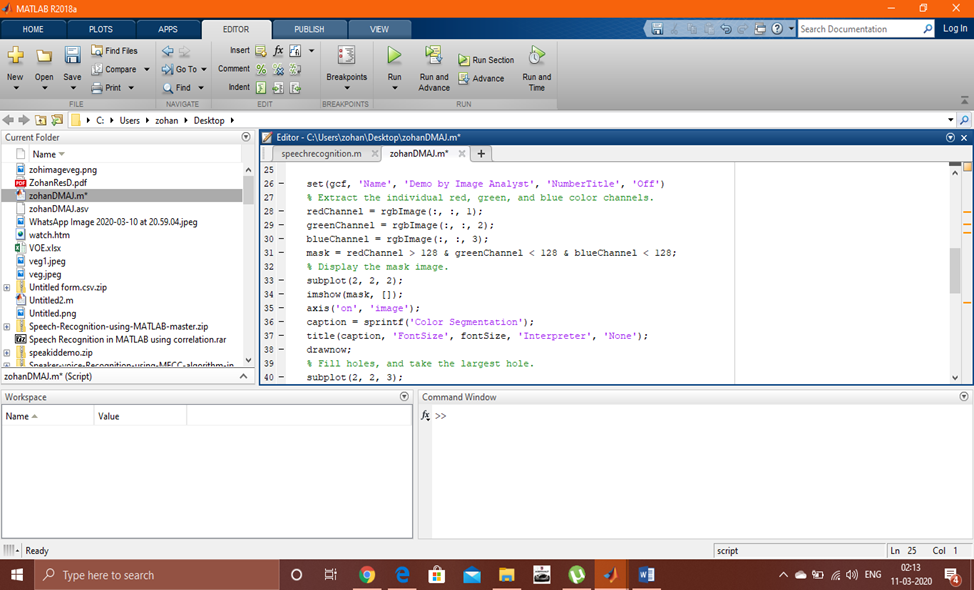 MATLAB R2018a
HOME PLOTS APPS EDITOR PUBLISH VIEW
Search Documentation Log In
New Open Save Find Files Compare Print
FILE
Go To Find
NAVIGATE
Insert fx
Comment
Indent
EDIT
Breakpoints
BREAKPOINTS
Run Run and Advance Run Section Advance Run and Time
RUN
C: Users zohan Desktop
Current Folder
Name
zohimageveg.png
ZohanResD.pdf
zohanDMAJ.m*
zohanDMAJ.asv
WhatsApp Image 2020-03-10 at 20.59.04.jpeg
watch.htm
VOE.xlsx
veg1.jpeg
veg.jpeg
Untitled form.csv.zip
Untitled2.m
Untitled.png
Speech-Recognition-using-MATLAB-master.zip
Speech Recognition in MATLAB using correlation.rar
speakiddemo.zip
Speaker-voice-Recognition-using-MFCC-algorithm-in
zohanDMAJ.m* (Script)
Editor - C:\Users\zohan\Desktop\zohanDMAJ.m*
speechrecognition.m zohanDMAJ.m* +
25
26 – set(gcf, 'Name', 'Demo by Image Analyst', 'NumberTitle', 'Off')
27 % Extract the individual red, green, and blue color channels.
28 – redChannel = rgbImage(:, :, 1);
29 – greenChannel = rgbImage(:, :, 2);
30 – blueChannel = rgbImage(:, :, 3);
31 – mask = redChannel > 128 & greenChannel < 128 & blueChannel < 128;
32 % Display the mask image.
33 – subplot(2, 2, 2);
34 – imshow(mask, []);
35 – axis('on', 'image');
36 – caption = sprintf('Color Segmentation');
37 – title(caption, 'FontSize', fontSize, 'Interpreter', 'None');
38 – drawnow;
39 % Fill holes, and take the largest hole.
40 – subplot(2, 2, 3);
Workspace
Name Value
Command Window
fx >>
Ready
script Ln 25 Col 1
Type here to search
ENG
02:13
11-03-2020
4